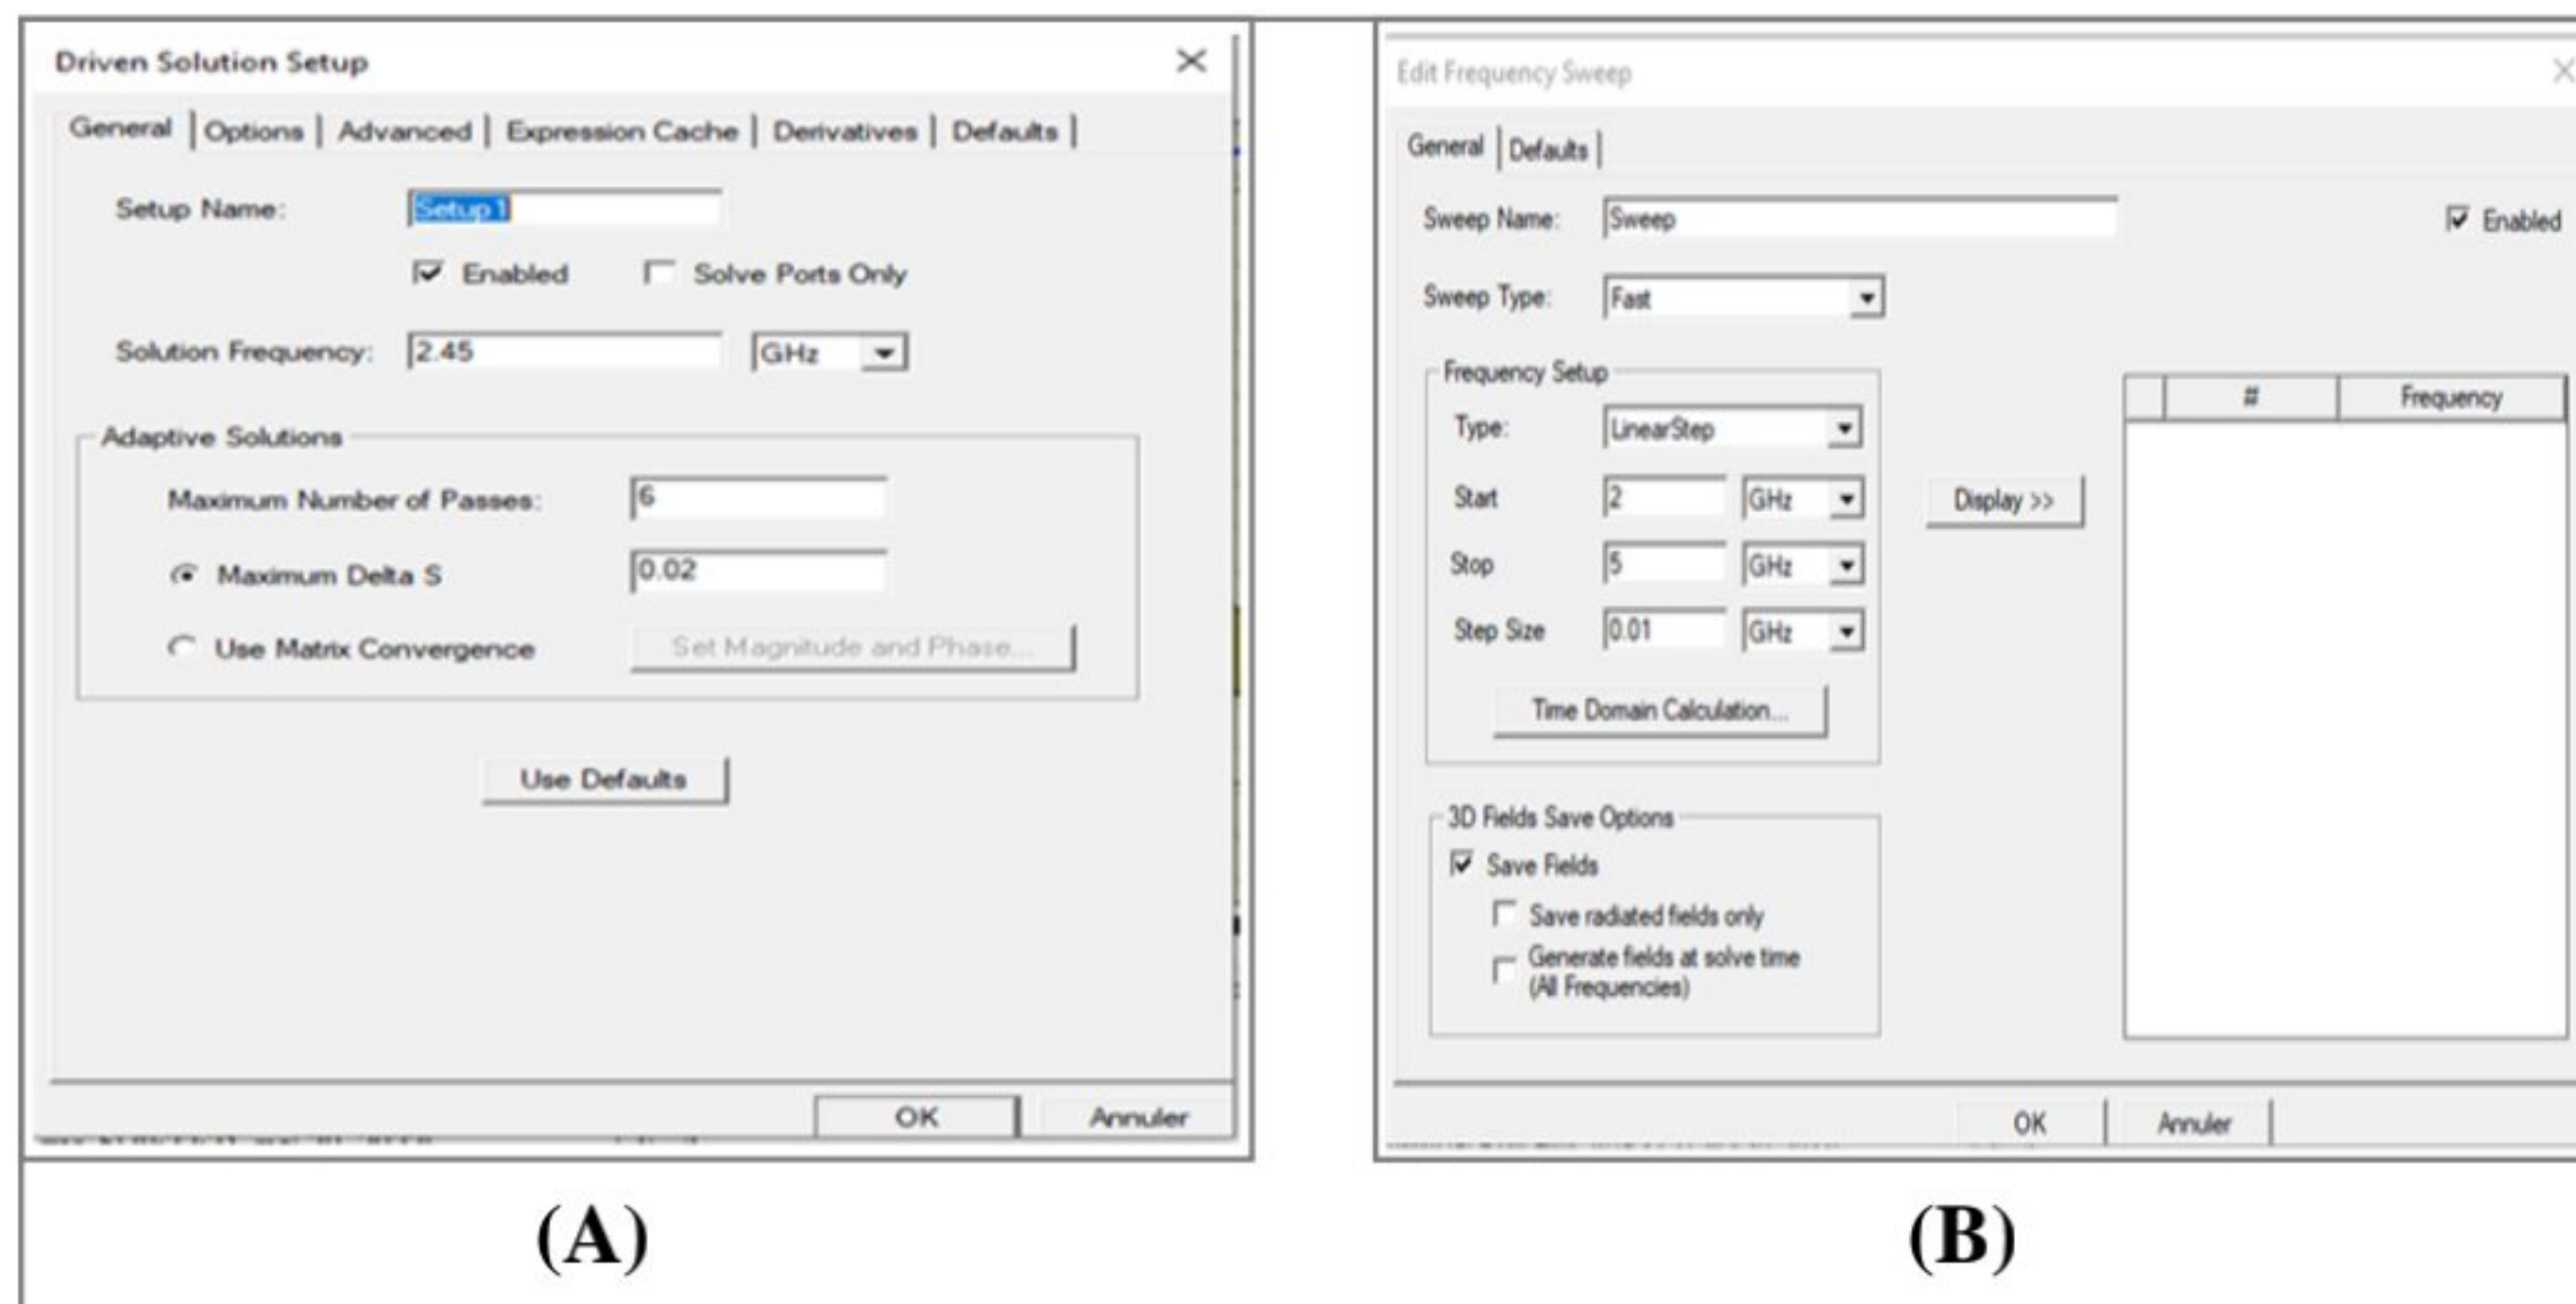 Driven Solution Setup
General Options Advanced Expression Cache Derivatives Defaults
Setup Name: Setup1
Enabled Solve Ports Only
Solution Frequency: 2.45 GHz
Adaptive Solutions
Maximum Number of Passes: 6
Maximum Delta S 0.02
Use Matrix Convergence Set Magnitude and Phase...
Use Defaults
OK Annuler
(A)
Edit Frequency Sweep
General Defaults
Sweep Name: Sweep Enabled
Sweep Type: Fast
Frequency Setup
Type: LinearStep
Start 2 GHz
Stop 5 GHz
Step Size 0.01 GHz
Time Domain Calculation...
Display >>
# Frequency
3D Fields Save Options
Save Fields
Save radiated fields only
Generate fields at solve time
(All Frequencies)
OK Annuler
(B)